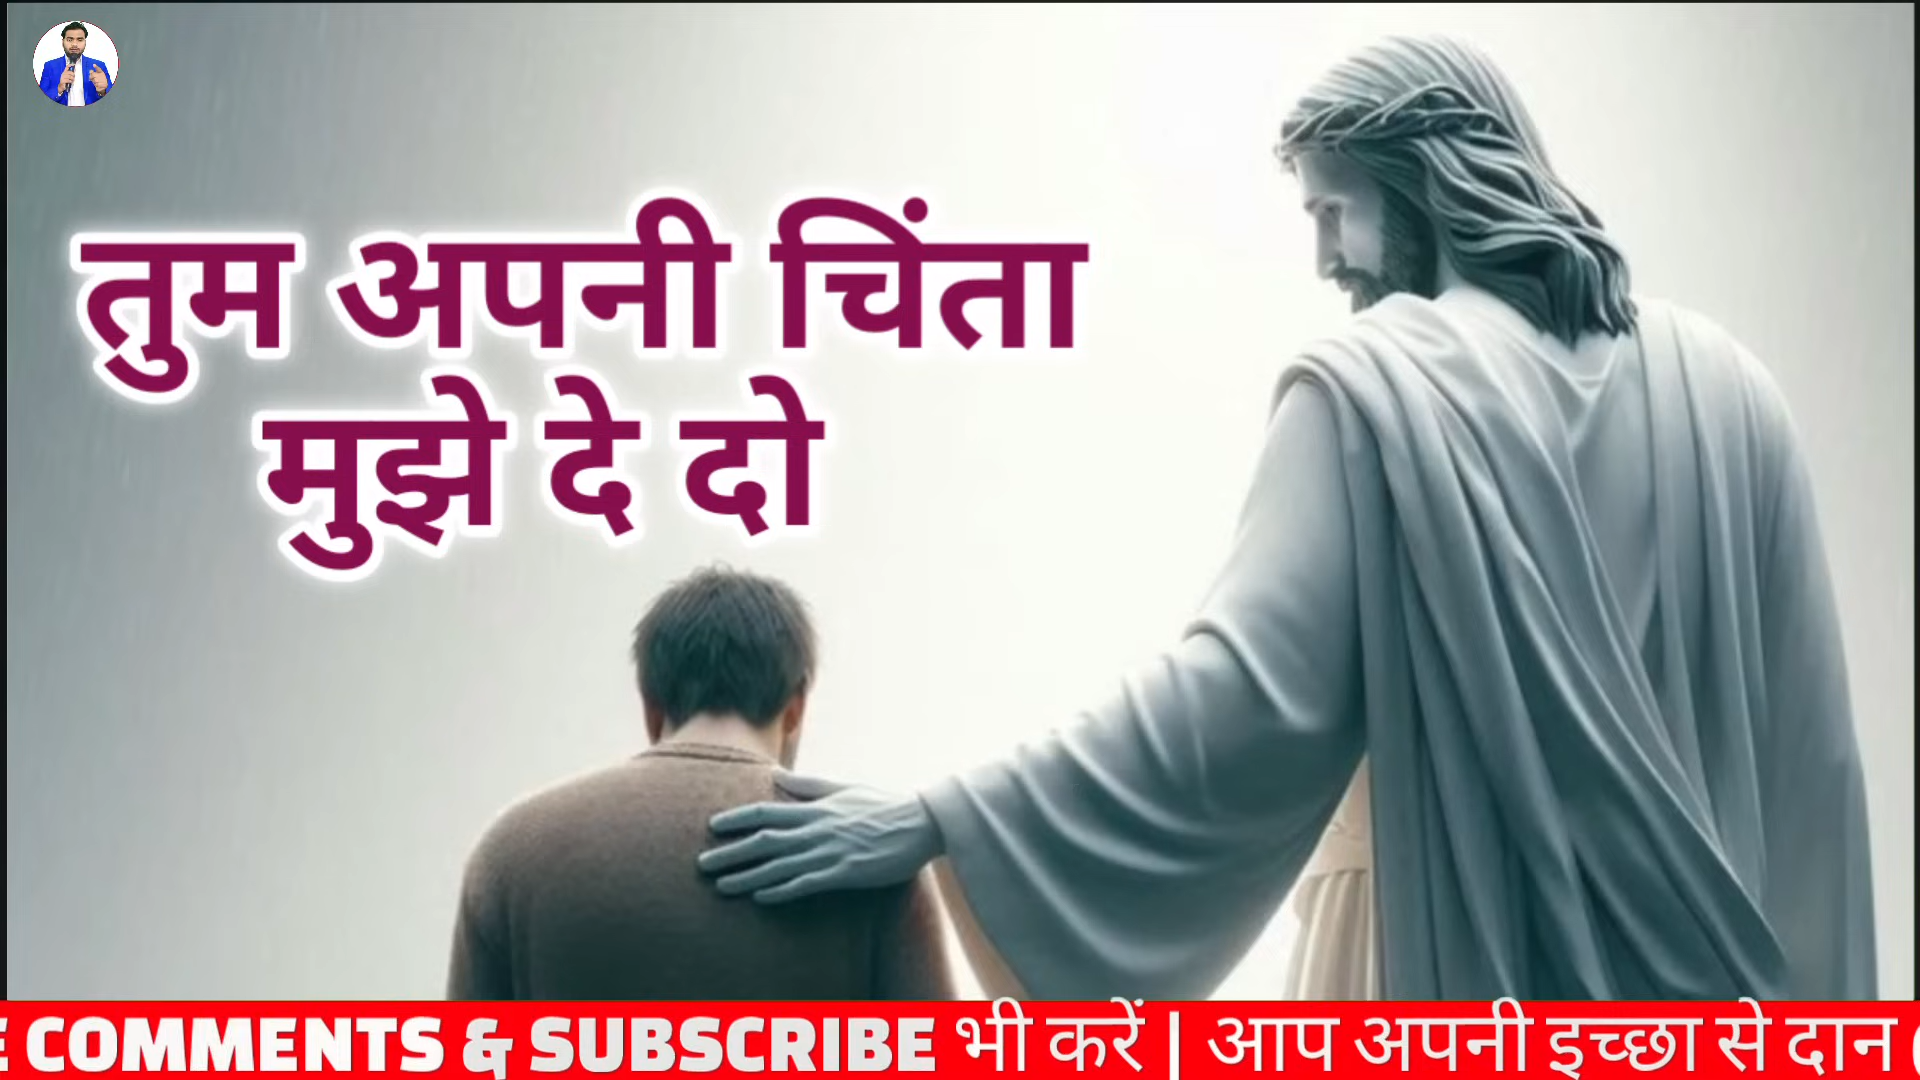 तुम अपनी चिंता
मुझे दे दो
COMMENTS & SUBSCRIBE भी करें | आप अपनी इच्छा से दान